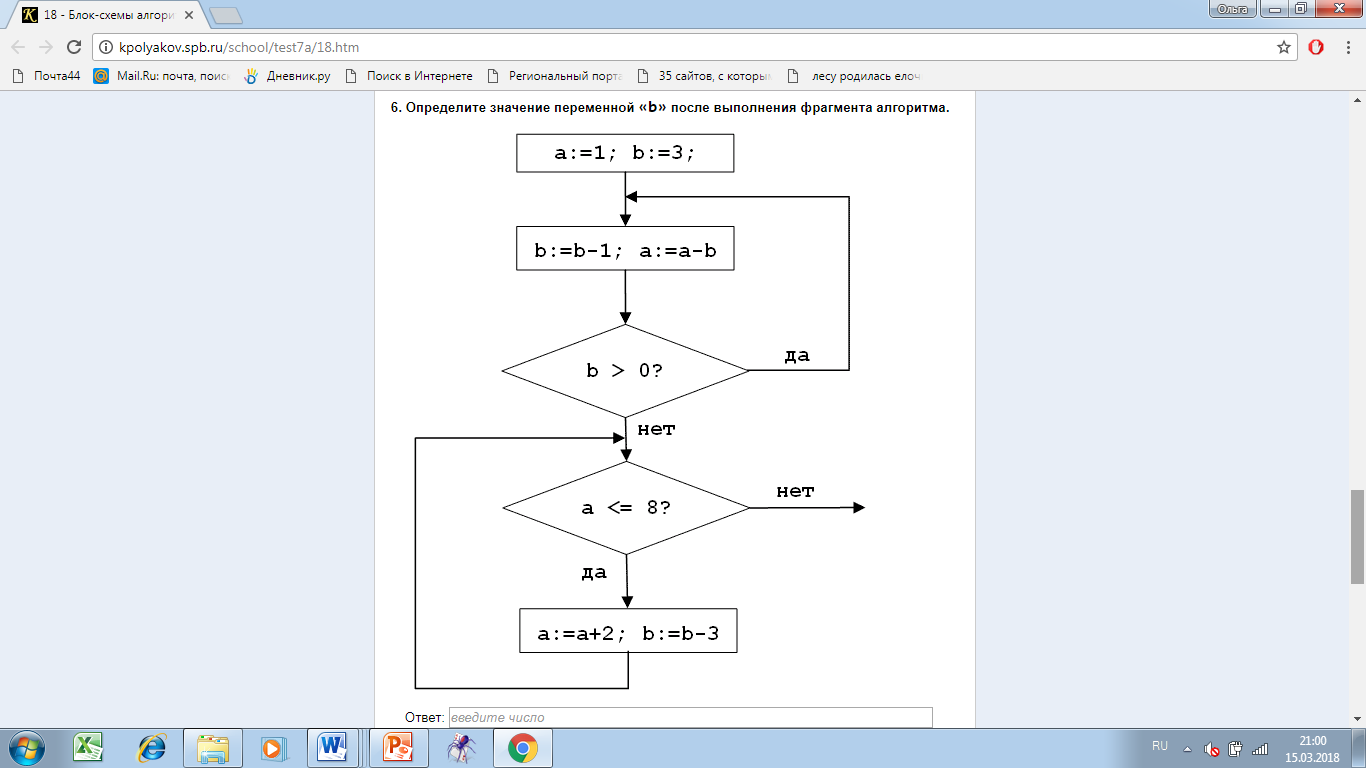 18 - Блок-схемы алгори
Ольга
kpolyakov.spb.ru/school/test7a/18.htm
Почта44
Mail.Ru: почта, поис
Дневник.ру
Поиск в Интернете
Региональный порта
35 сайтов, с которы
лесу родилась елоч
6. Определите значение переменной «b» после выполнения фрагмента алгоритма.
a:=1; b:=3;
b:=b-1; a:=a-b
b > 0?
да
нет
a <= 8?
нет
да
a:=a+2; b:=b-3
Ответ: введите число
RU
21:00
15.03.2018